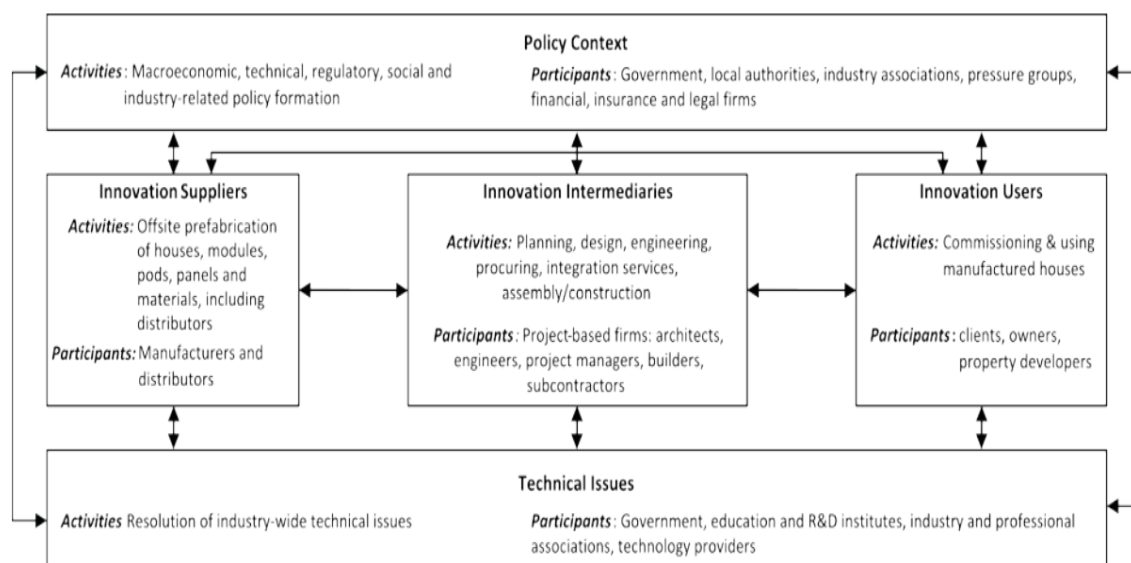 Policy Context
Activities : Macroeconomic, technical, regulatory, social and
industry-related policy formation
Participants : Government, local authorities, industry associations, pressure groups,
financial, insurance and legal firms
Innovation Suppliers
Activities: Offsite prefabrication
of houses, modules,
pods, panels and
materials, including
distributors
Participants: Manufacturers and
distributors
Innovation Intermediaries
Activities: Planning, design, engineering,
procuring, integration services,
assembly/construction
Participants : Project-based firms: architects,
engineers, project managers, builders,
subcontractors
Innovation Users
Activities: Commissioning & using
manufactured houses
Participants : clients, owners,
property developers
Technical Issues
Activities Resolution of industry-wide technical issues
Participants: Government, education and R&D institutes, industry and professional
associations, technology providers